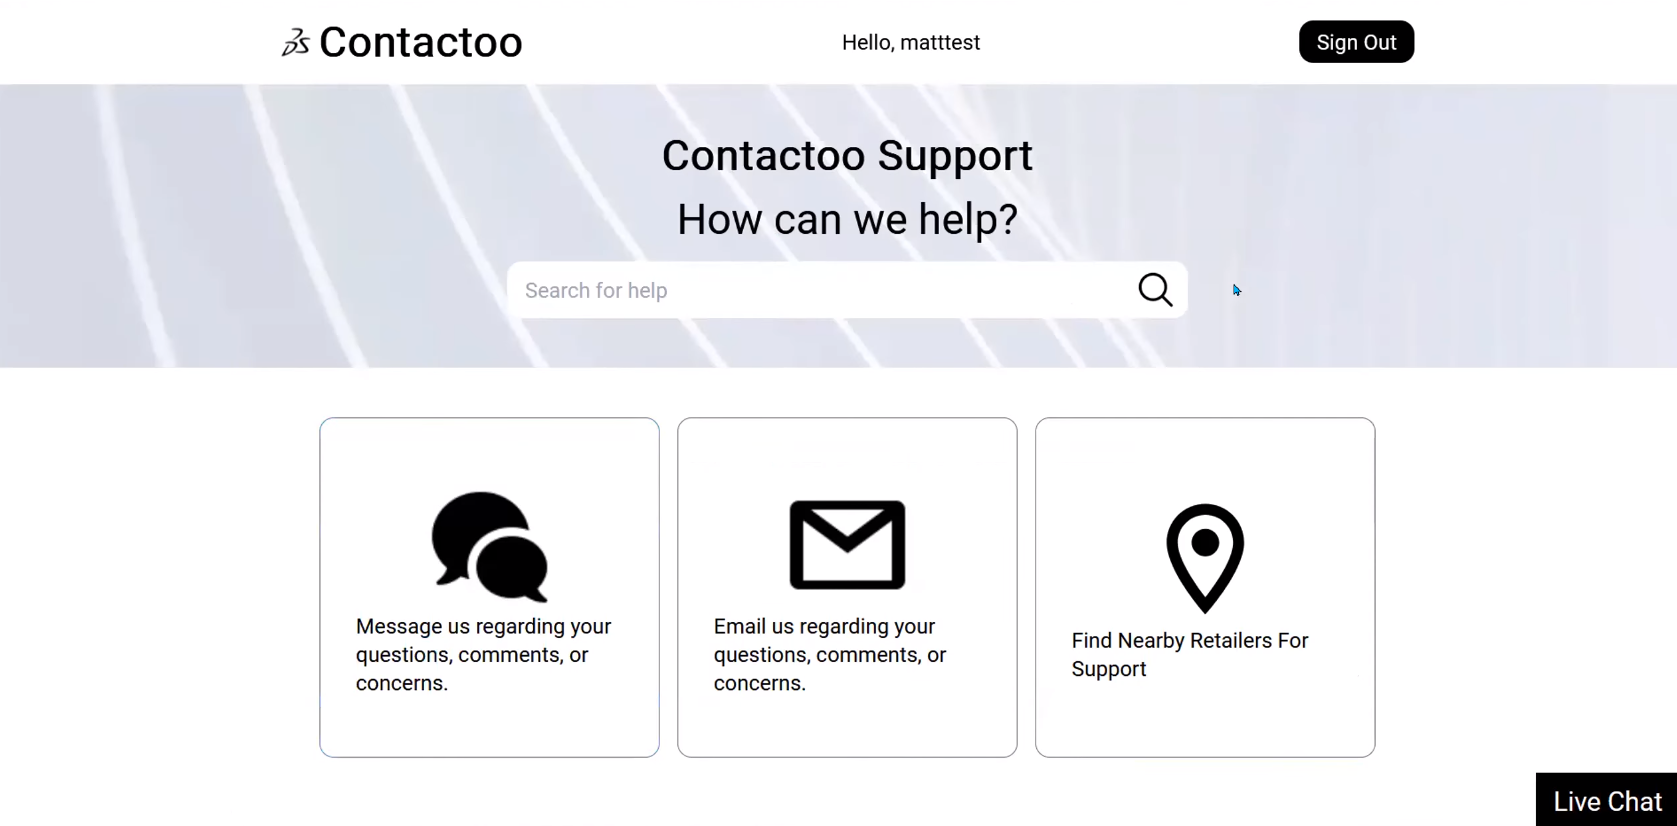 Contactoo
Hello, matttest
Sign Out
Contactoo Support
How can we help?
Search for help
Message us regarding your
questions, comments, or
concerns.
Email us regarding your
questions, comments, or
concerns.
Find Nearby Retailers For
Support
Live Chat